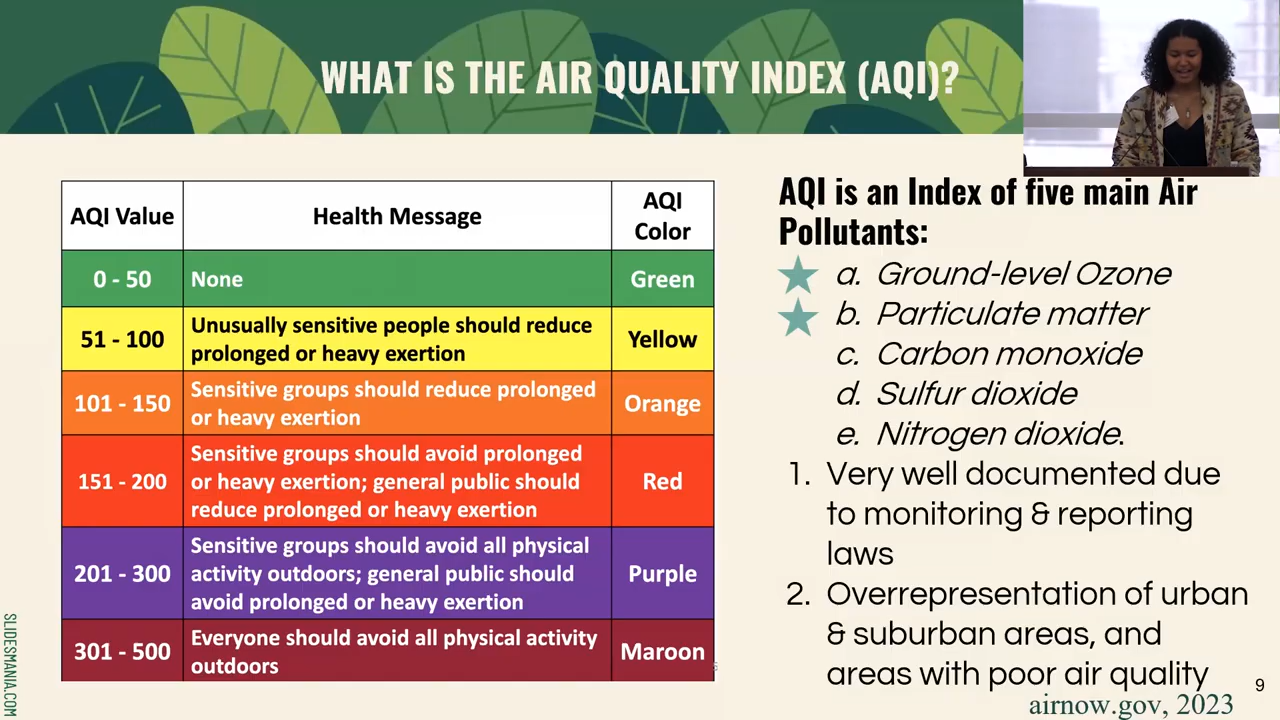 WHAT IS THE AIR QUALITY INDEX (AQI)?
AQI Value Health Message AQI Color
0 - 50 None Green
51 - 100 Unusually sensitive people should reduce
prolonged or heavy exertion Yellow
101 - 150 Sensitive groups should reduce prolonged
or heavy exertion Orange
151 - 200 Sensitive groups should avoid prolonged
or heavy exertion; general public should
reduce prolonged or heavy exertion Red
201 - 300 Sensitive groups should avoid all physical
activity outdoors; general public should
avoid prolonged or heavy exertion Purple
301 - 500 Everyone should avoid all physical activity
outdoors Maroon
AQI is an Index of five main Air
Pollutants:
a. Ground-level Ozone
b. Particulate matter
c. Carbon monoxide
d. Sulfur dioxide
e. Nitrogen dioxide.
1. Very well documented due
to monitoring & reporting
laws
2. Overrepresentation of urban
& suburban areas, and
areas with poor air quality
airnow.gov, 2023
9
SLIDESMANIA.COM